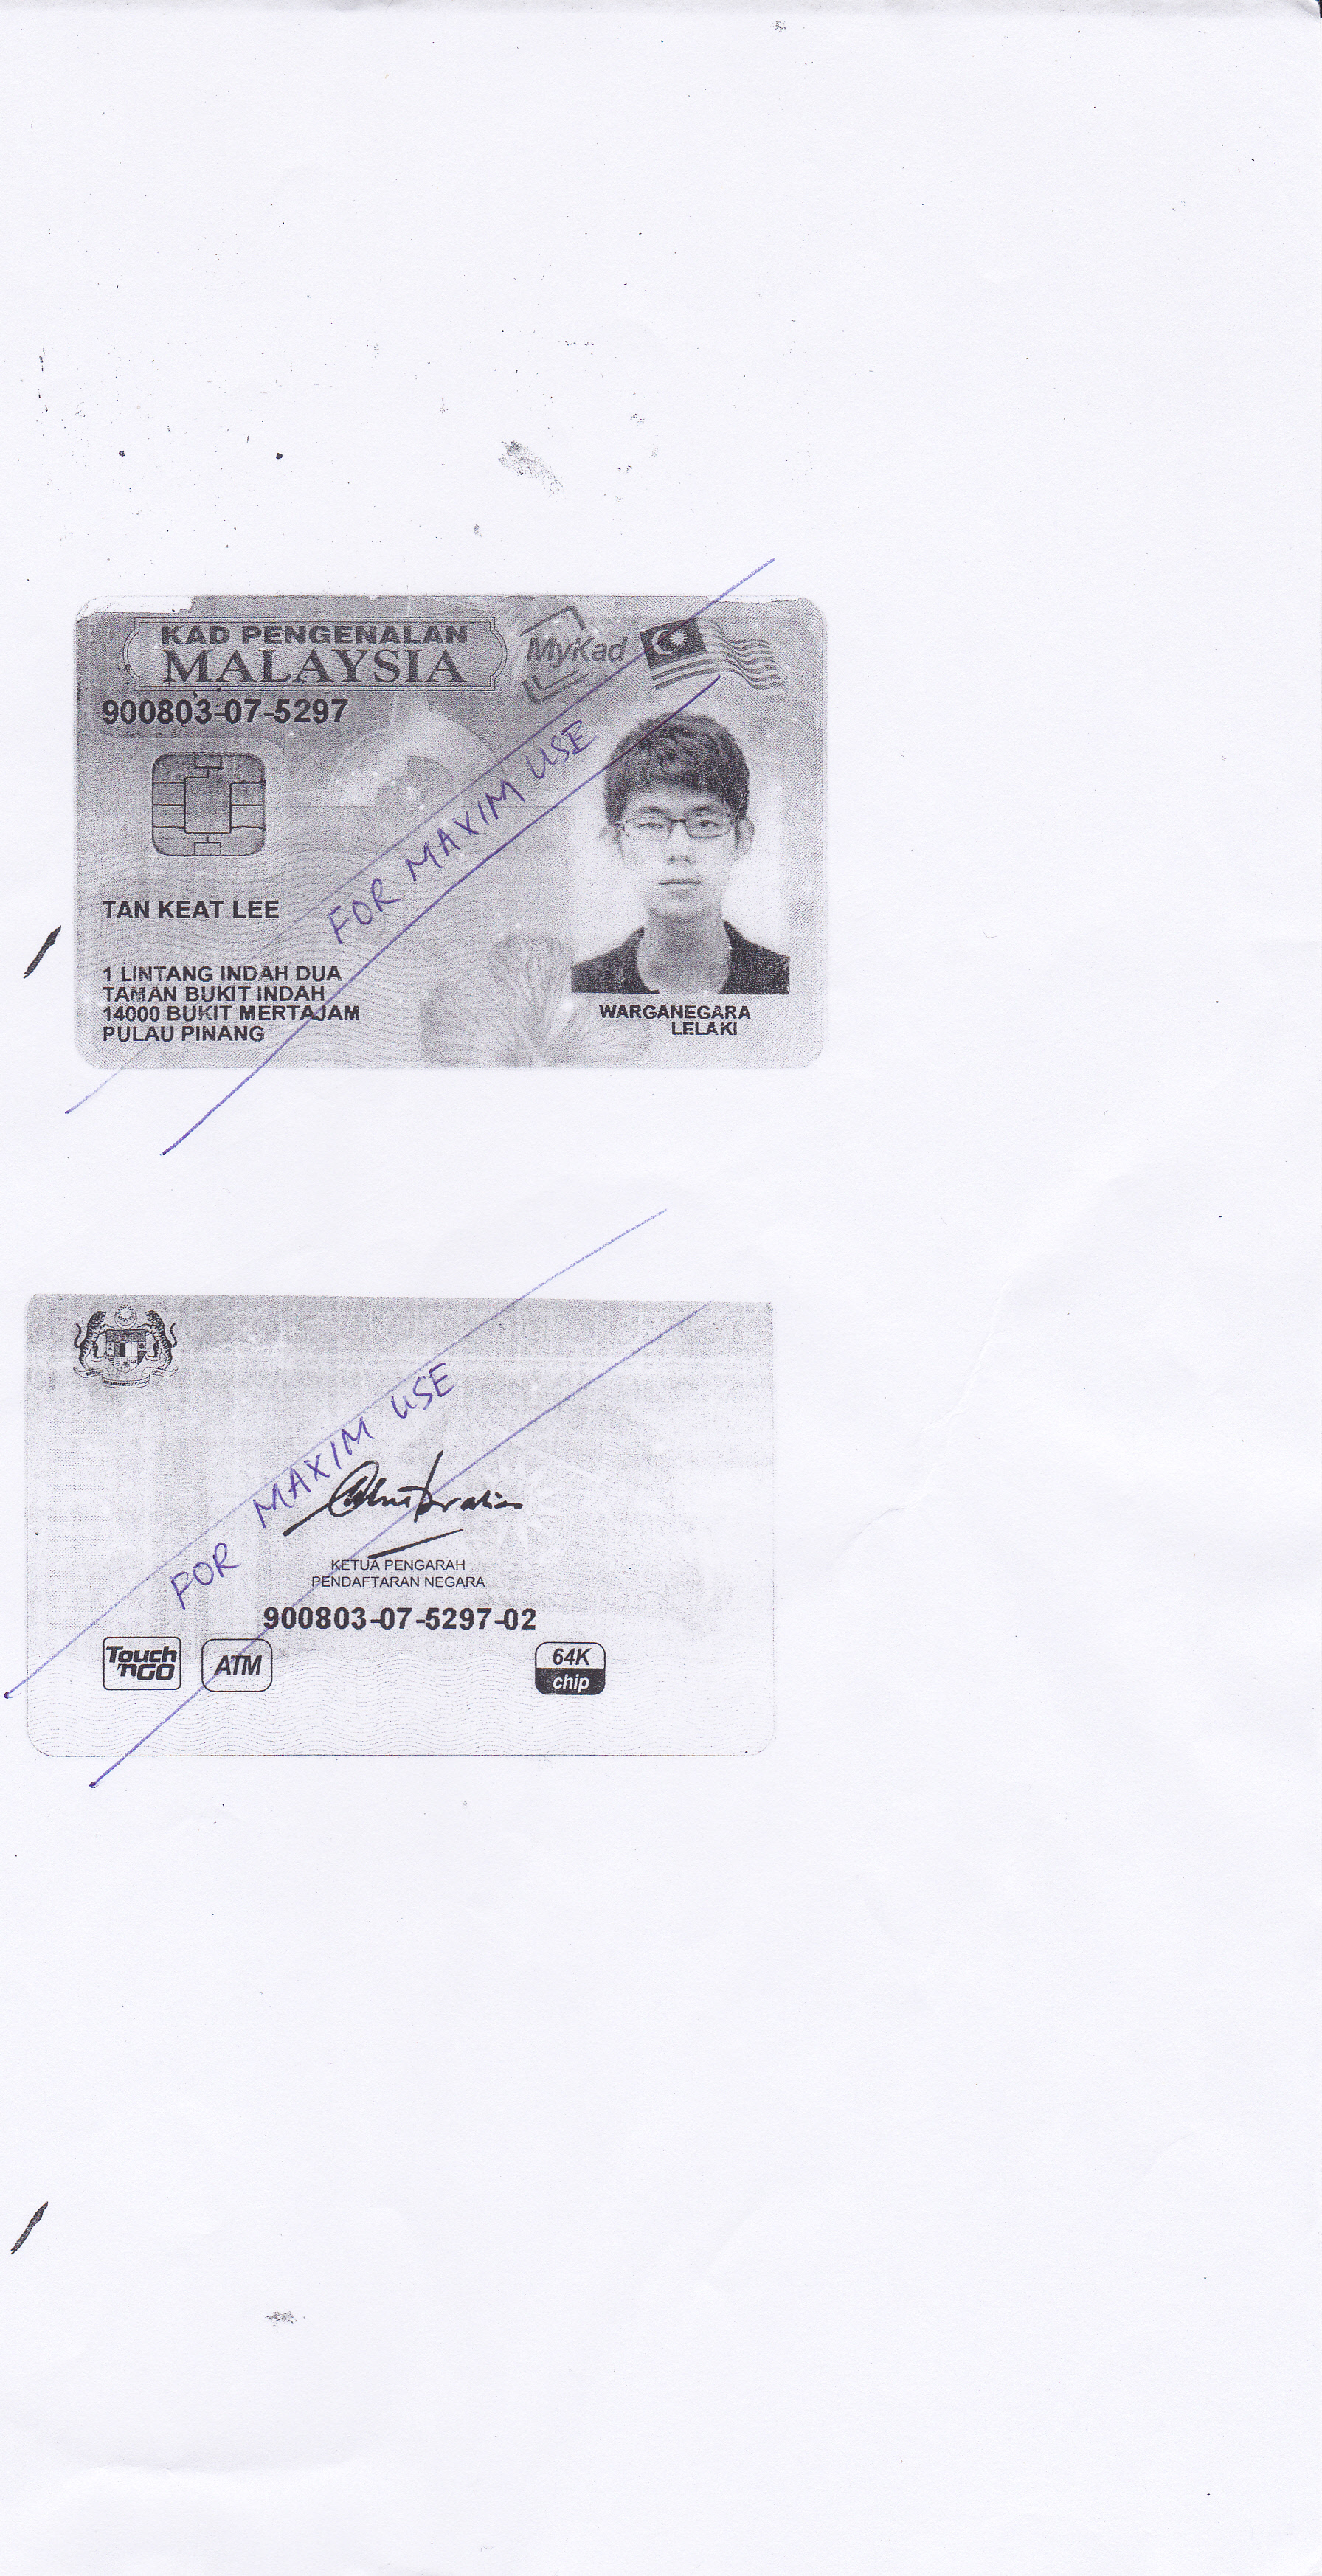 KAD PENGENALAN
MALAYSIA
MyKad
900803-07-5297
FOR MAXIM USE
TAN KEAT LEE
1 LINTANG INDAH DUA
TAMAN BUKIT INDAH
14000 BUKIT MERTAJAM
PULAU PINANG
WARGANEGARA
LELAKI
FOR MAXIM USE
KETUA PENGARAH
PENDAFTARAN NEGARA
900803-07-5297-02
Touch
'nGO
ATM
64K
chip